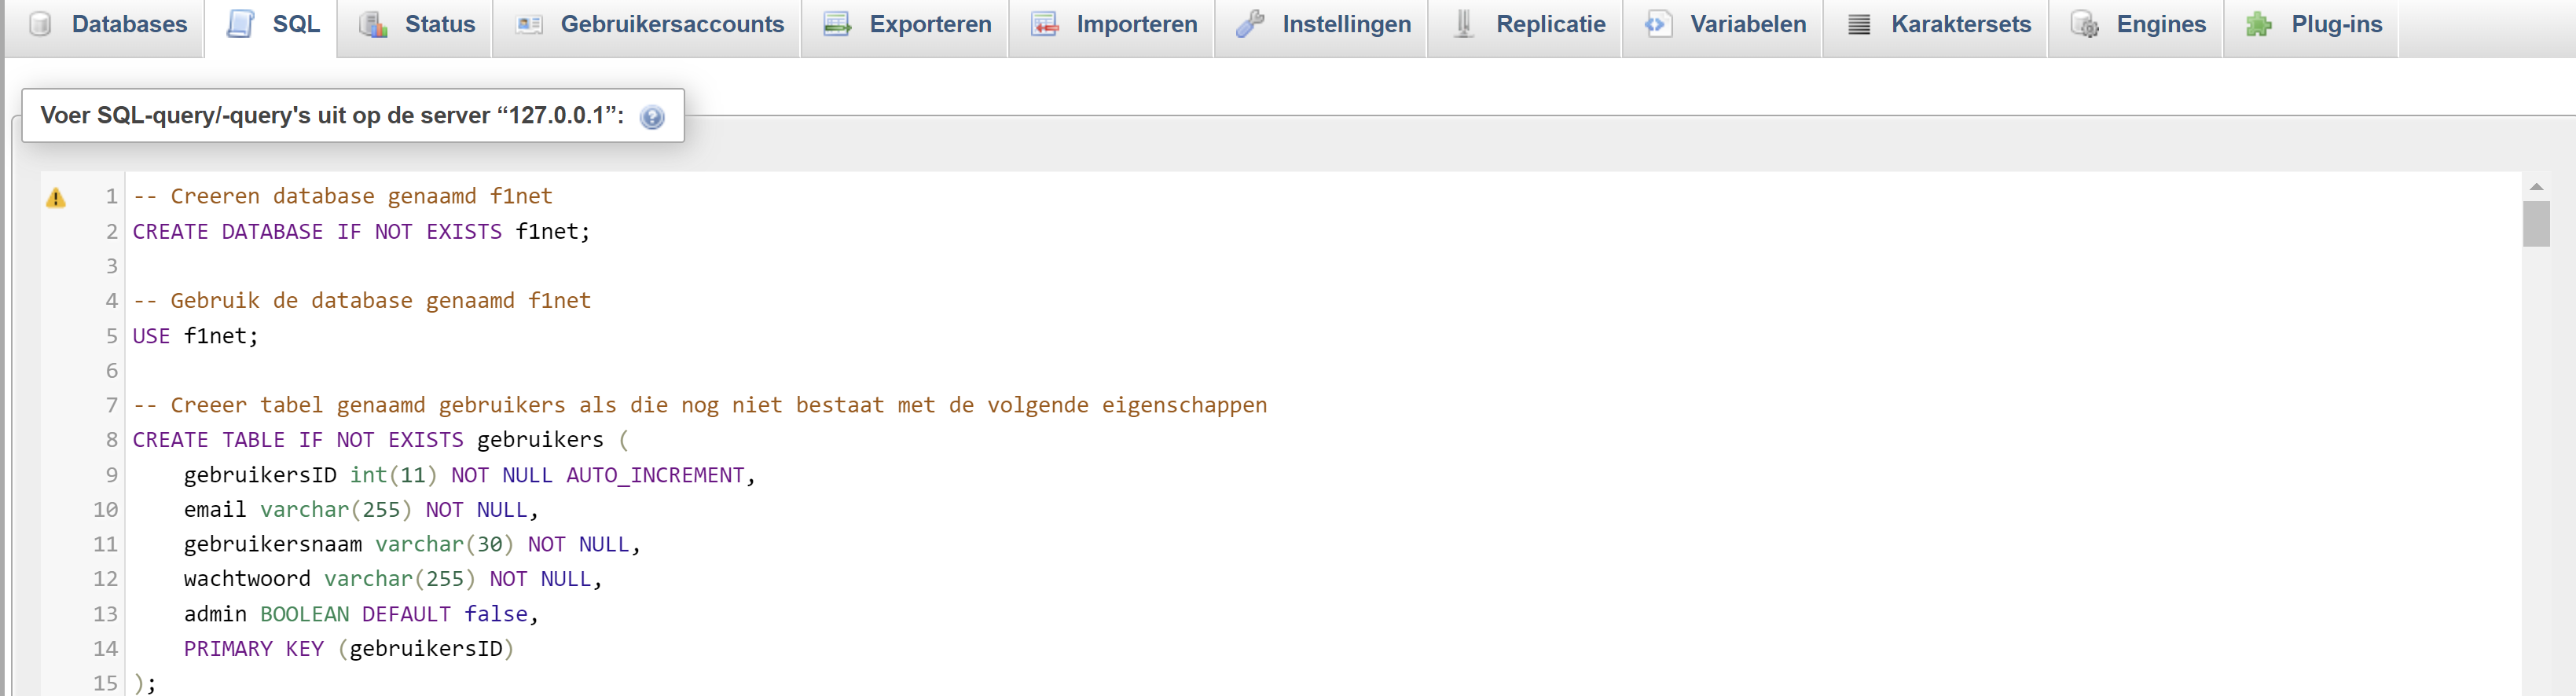 Databases SQL Status Gebruikersaccounts Exporteren Importeren Instellingen Replicatie Variabelen Karaktersets Engines Plug-ins
Voer SQL-query/-query's uit op de server “127.0.0.1”:
1 -- Creeren database genaamd f1net
2 CREATE DATABASE IF NOT EXISTS f1net;
3
4 -- Gebruik de database genaamd f1net
5 USE f1net;
6
7 -- Creeer tabel genaamd gebruikers als die nog niet bestaat met de volgende eigenschappen
8 CREATE TABLE IF NOT EXISTS gebruikers (
9 gebruikersID int(11) NOT NULL AUTO_INCREMENT,
10 email varchar(255) NOT NULL,
11 gebruikersnaam varchar(30) NOT NULL,
12 wachtwoord varchar(255) NOT NULL,
13 admin BOOLEAN DEFAULT false,
14 PRIMARY KEY (gebruikersID)
15 );